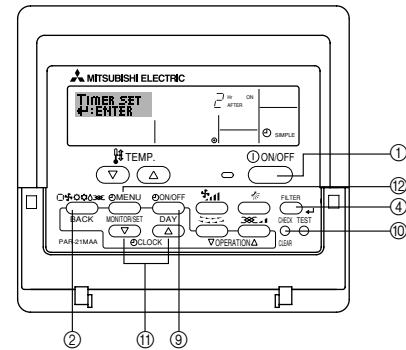 MITSUBISHI ELECTRIC
TIMER SET
↵:ENTER
2 Hr ON
AFTER
SIMPLE
TEMP.
ON/OFF
MENU ON/OFF
FILTER
BACK MONITOR/SET DAY
CHECK TEST
PAR-21MAA
CLOCK
OPERATION
CLEAR
①
⑫
④
⑩
② ⑪ ⑨